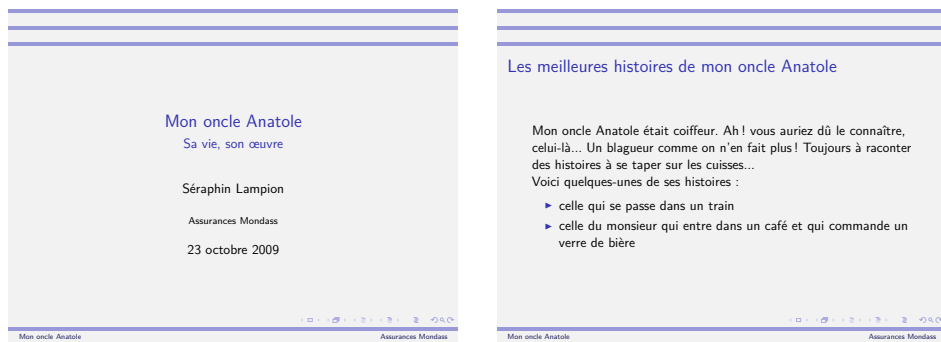 Mon oncle Anatole
Sa vie, son œuvre
Séraphin Lampion
Assurances Mondass
23 octobre 2009
Mon oncle Anatole
Assurances Mondass
Les meilleures histoires de mon oncle Anatole
Mon oncle Anatole était coiffeur. Ah ! vous auriez dû le connaître,
celui-là... Un blagueur comme on n'en fait plus ! Toujours à raconter
des histoires à se taper sur les cuisses...
Voici quelques-unes de ses histoires :
celle qui se passe dans un train
celle du monsieur qui entre dans un café et qui commande un
verre de bière
Mon oncle Anatole
Assurances Mondass